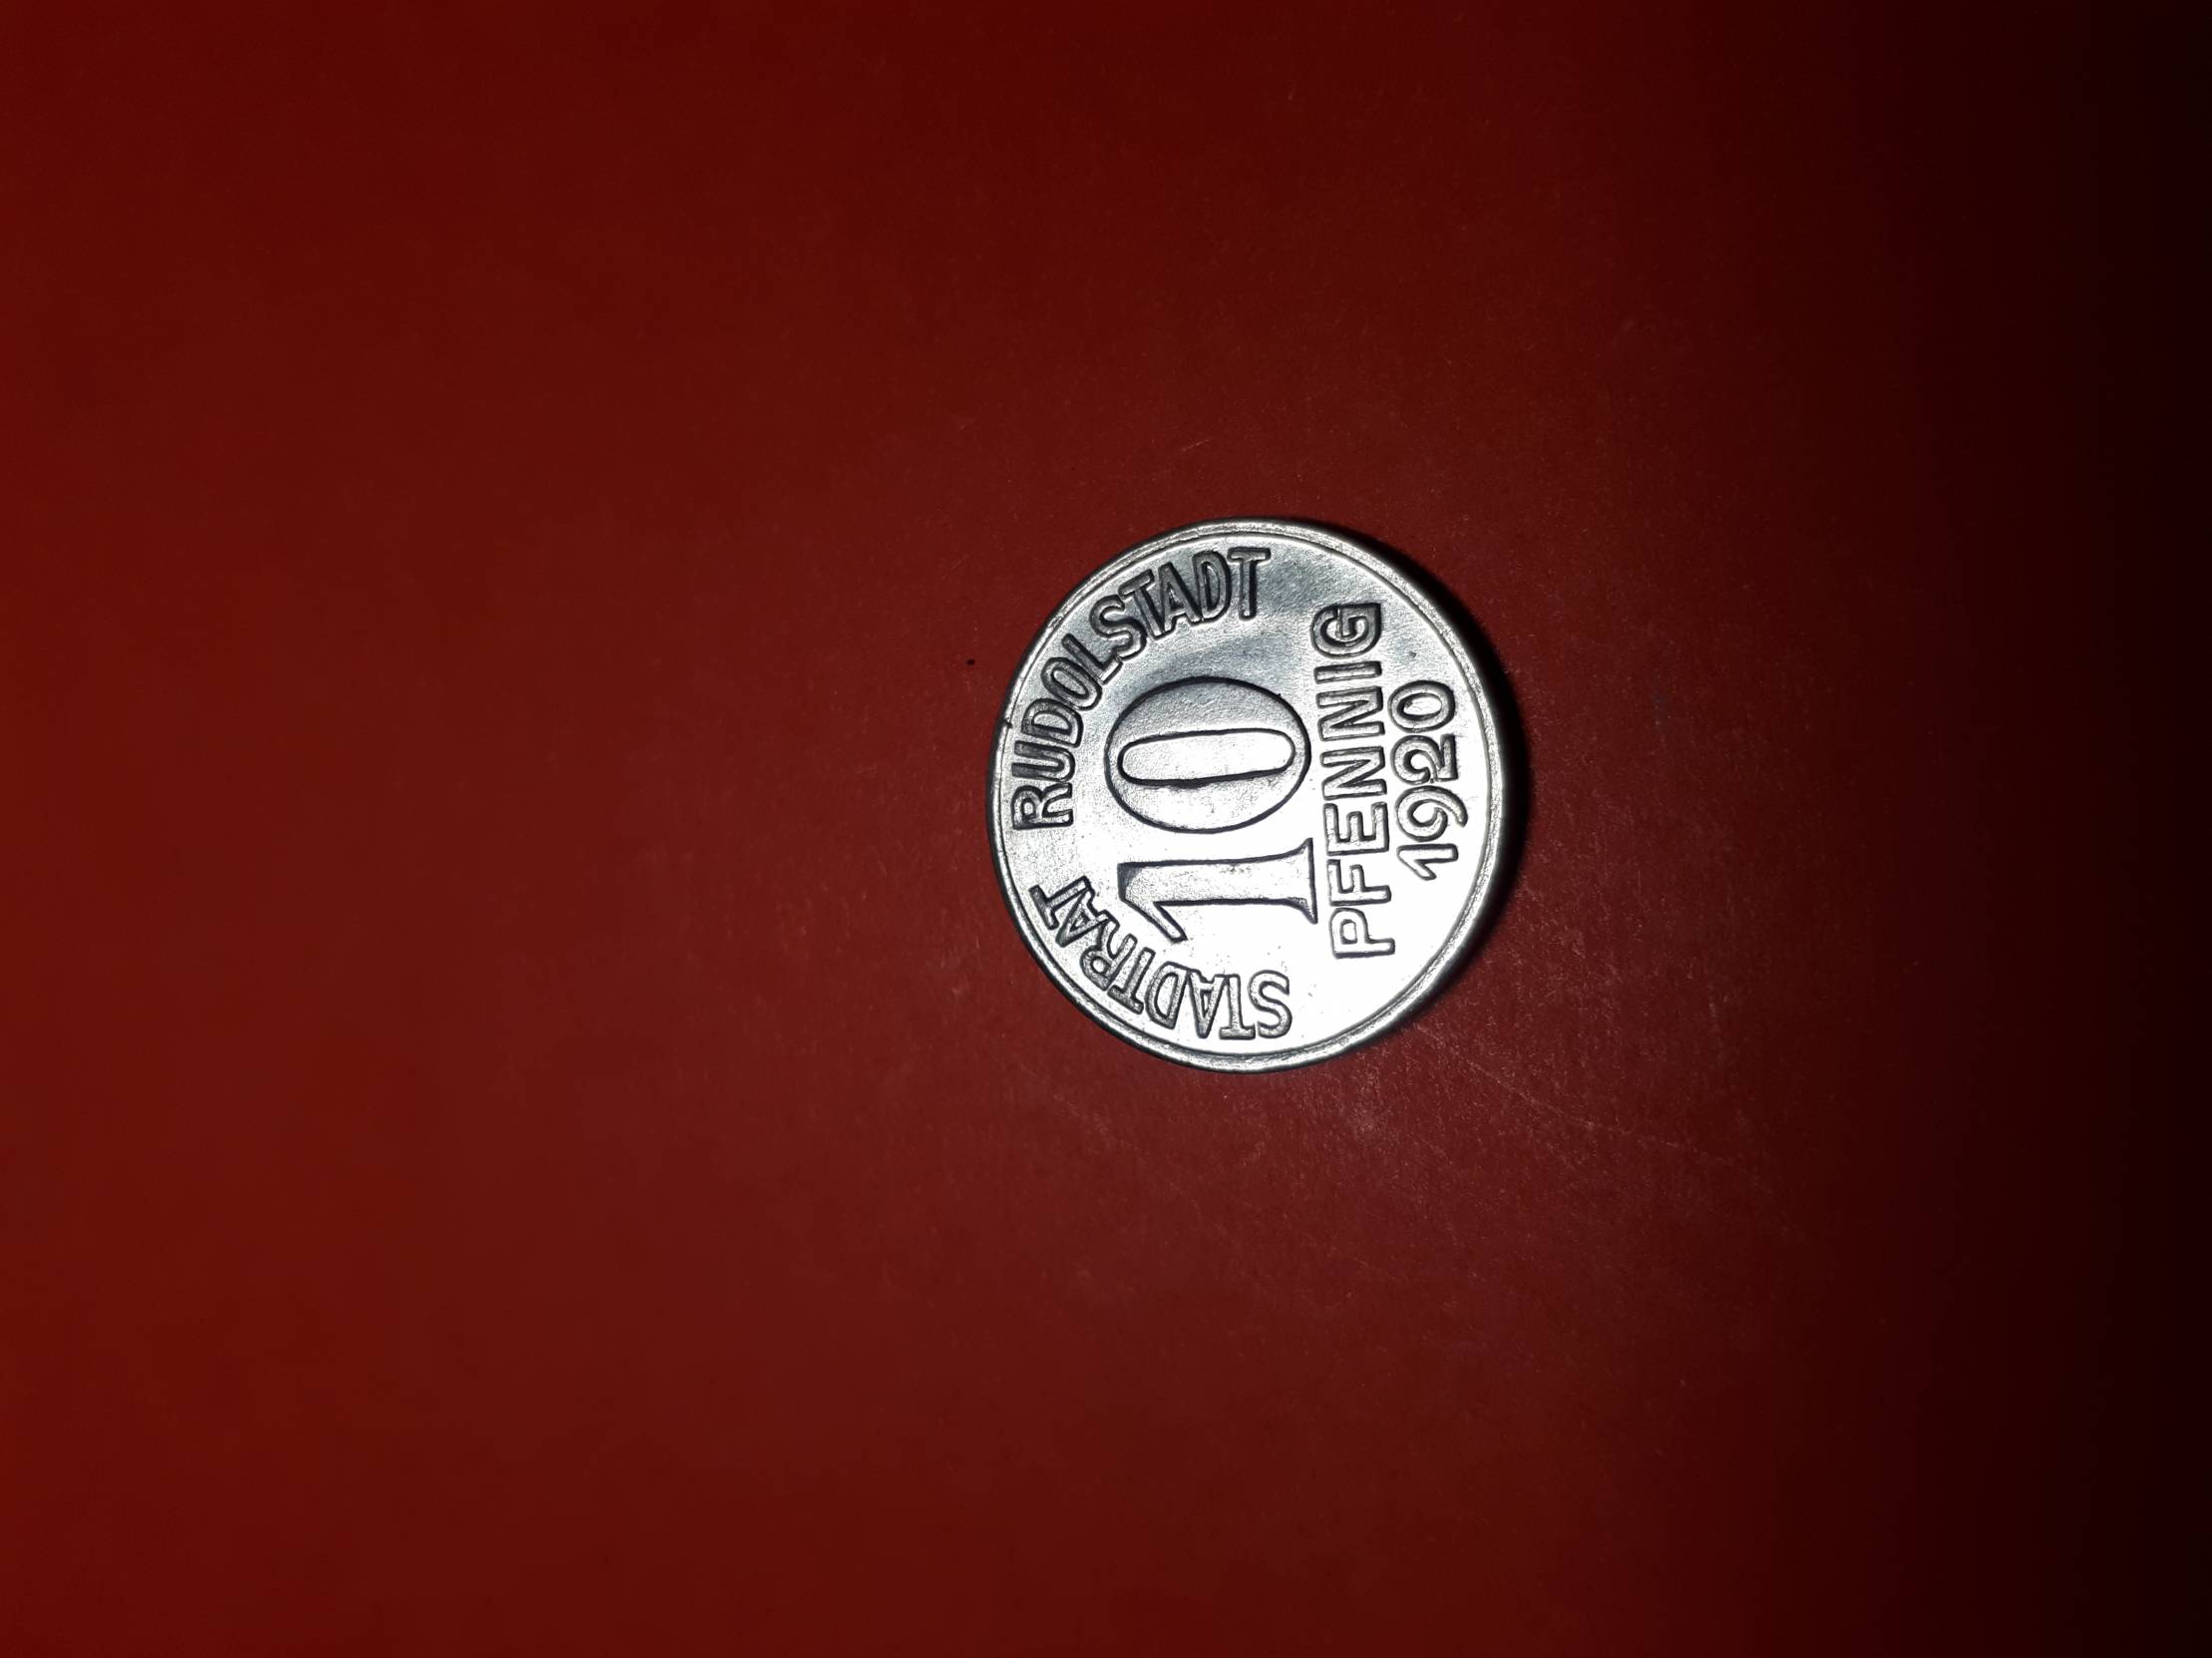 STADTRAT RUDOLSTADT
10
PFENNIG
1920